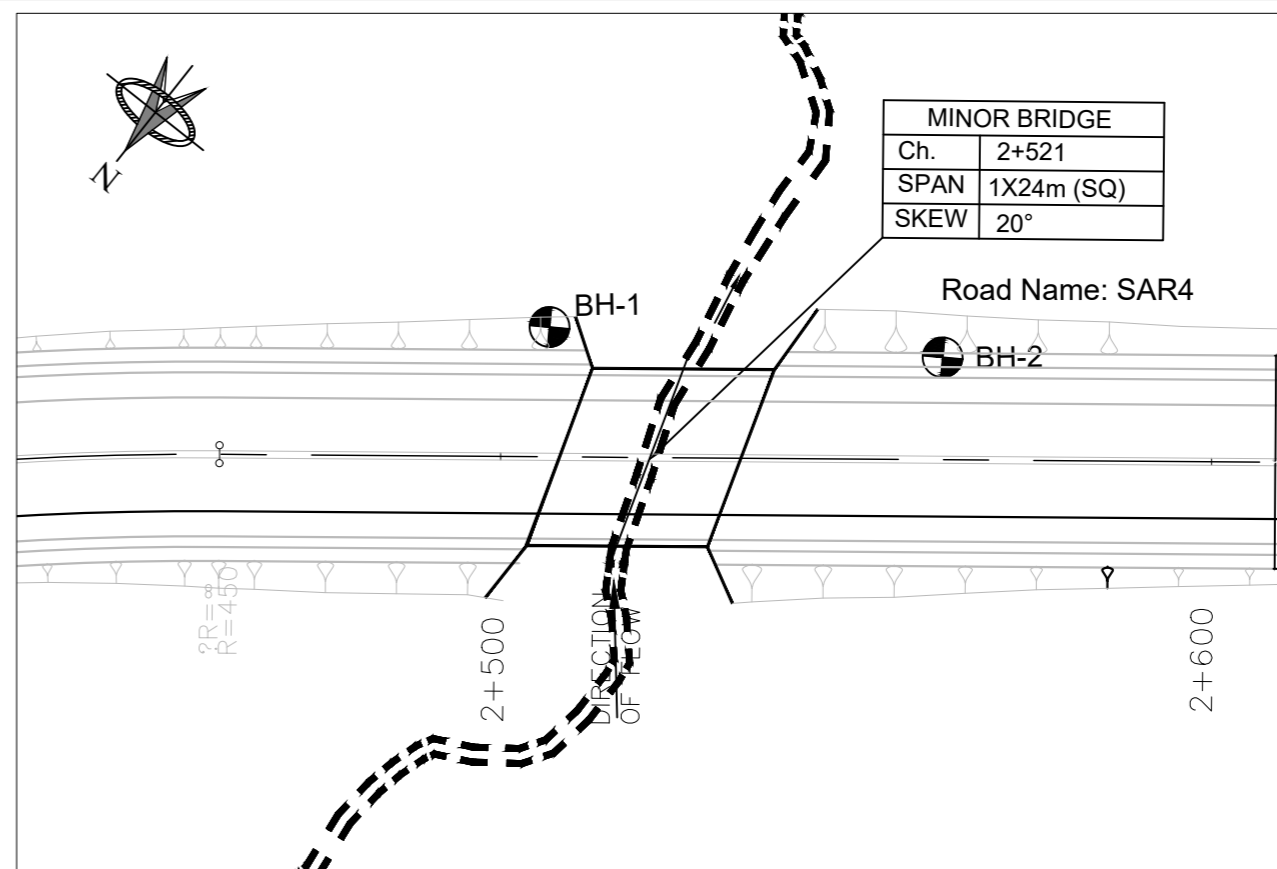 N
MINOR BRIDGE
Ch. 2+521
SPAN 1X24m (SQ)
SKEW 20°
Road Name: SAR4
BH-1
BH-2
?R=∞
R=450
2+500
DIRECTION
OF FLOW
2+600